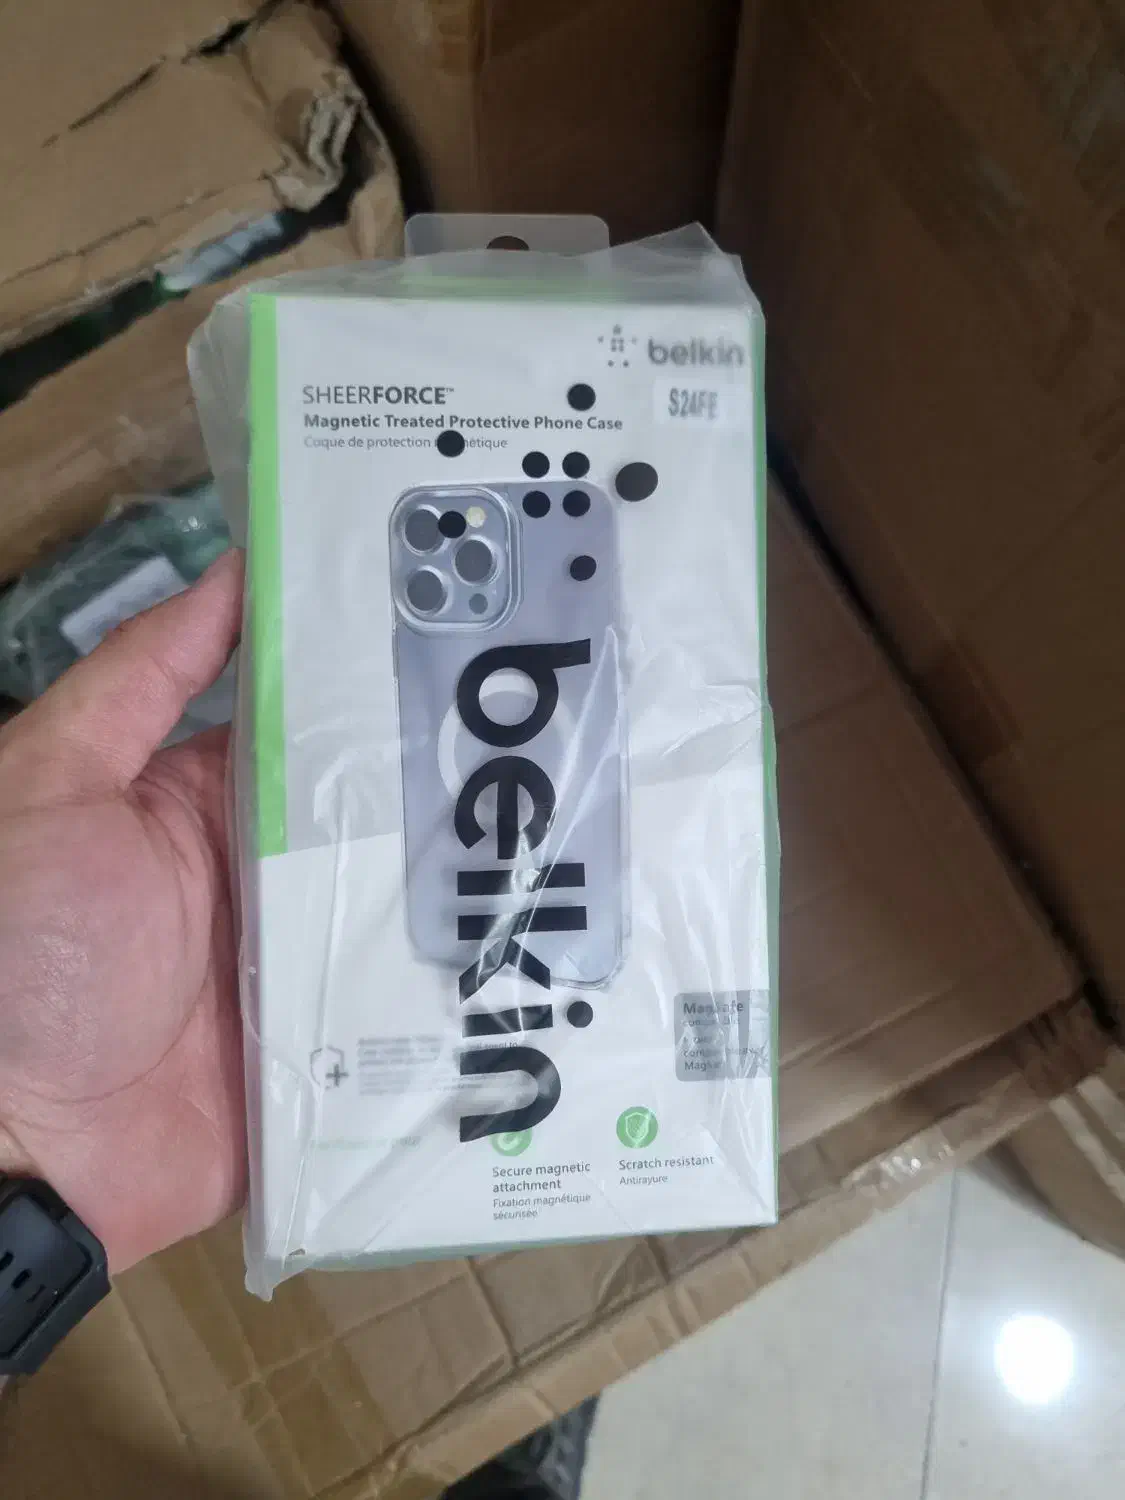 belkin
S24FE
SHEERFORCE™
Magnetic Treated Protective Phone Case
Coque de protection
belkin
MagSafe
Secure magnetic
attachment
Fixation magnétique
sécurisée
Scratch resistant
Antirayure